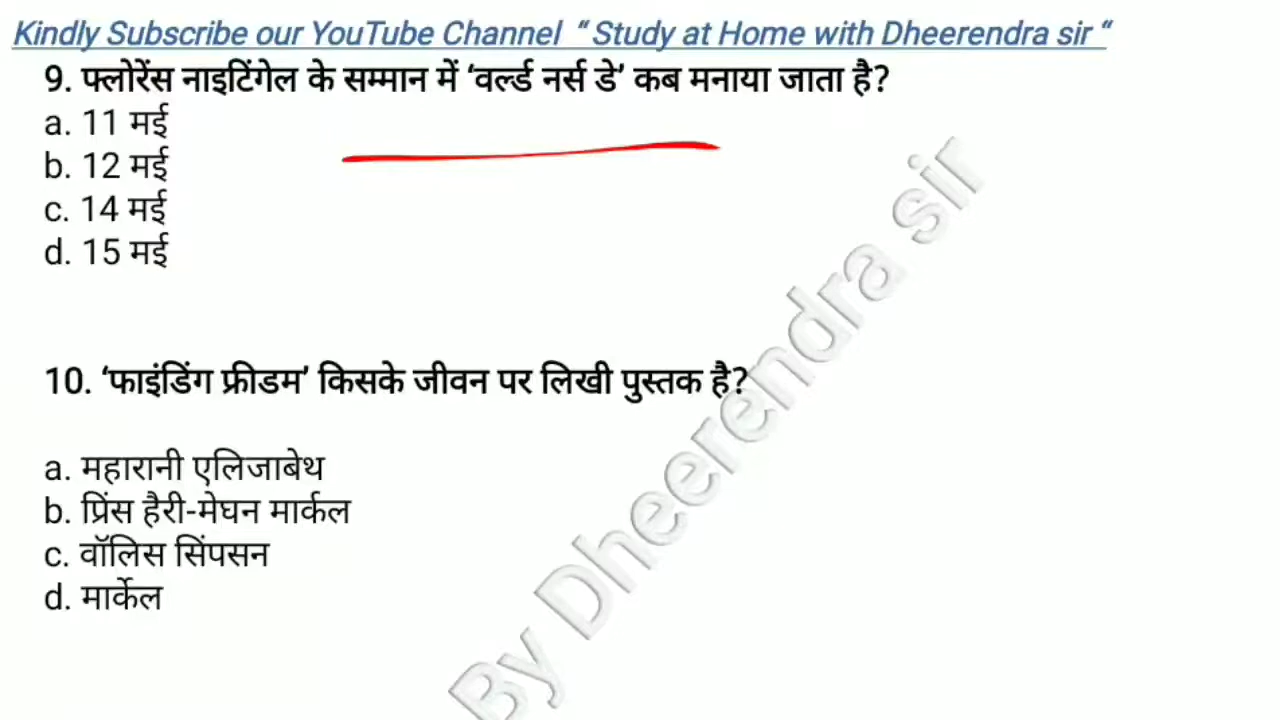 Kindly Subscribe our YouTube Channel “ Study at Home with Dheerendra sir “
9. फ्लोरेंस नाइटिंगेल के सम्मान में ‘वर्ल्ड नर्स डे’ कब मनाया जाता है?
a. 11 मई
b. 12 मई
c. 14 मई
d. 15 मई
10. ‘फाइंडिंग फ्रीडम’ किसके जीवन पर लिखी पुस्तक है?
a. महारानी एलिजाबेथ
b. प्रिंस हैरी-मेघन मार्कल
c. वॉलिस सिंपसन
d. मार्केल
By Dheerendra sir